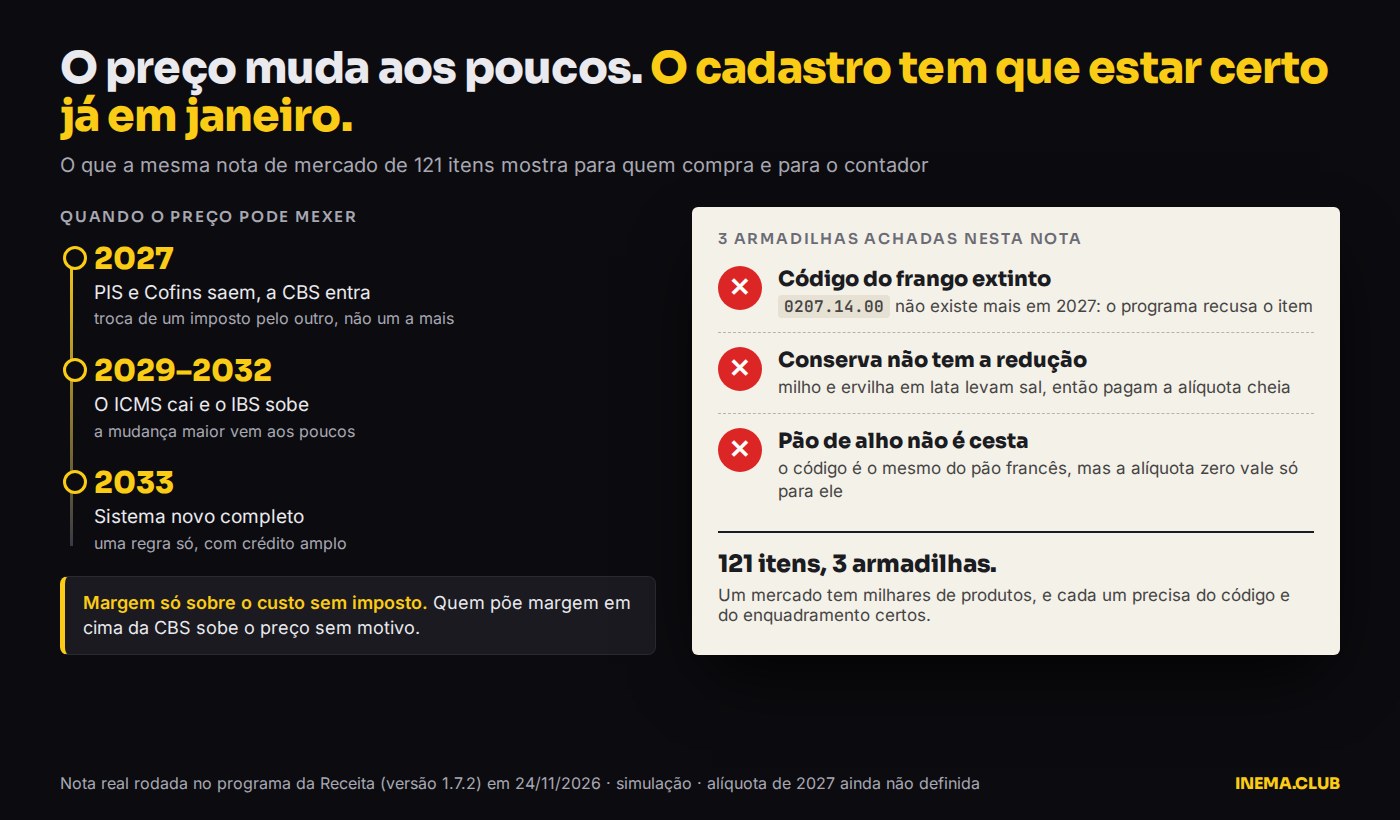 O preço muda aos poucos. O cadastro tem que estar certo
já em janeiro.
O que a mesma nota de mercado de 121 itens mostra para quem compra e para o contador
QUANDO O PREÇO PODE MEXER
2027
PIS e Cofins saem, a CBS entra
troca de um imposto pelo outro, não um a mais
2029–2032
O ICMS cai e o IBS sobe
a mudança maior vem aos poucos
2033
Sistema novo completo
uma regra só, com crédito amplo
Margem só sobre o custo sem imposto. Quem põe margem em
cima da CBS sobe o preço sem motivo.
3 ARMADILHAS ACHADAS NESTA NOTA
Código do frango extinto
0207.14.00 não existe mais em 2027: o programa recusa o item
Conserva não tem a redução
milho e ervilha em lata levam sal, então pagam a alíquota cheia
Pão de alho não é cesta
o código é o mesmo do pão francês, mas a alíquota zero vale só
para ele
121 itens, 3 armadilhas.
Um mercado tem milhares de produtos, e cada um precisa do código e
do enquadramento certos.
Nota real rodada no programa da Receita (versão 1.7.2) em 24/11/2026 · simulação · alíquota de 2027 ainda não definida
INEMA.CLUB